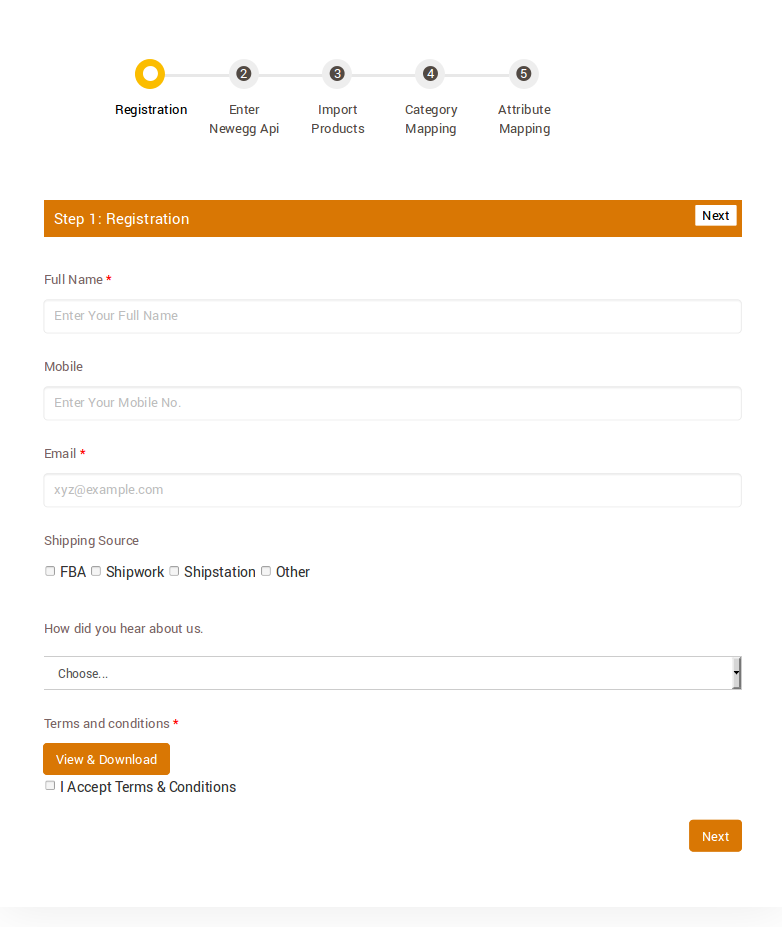 2 3 4 5
Registration Enter Import Category Attribute
Newegg Api Products Mapping Mapping
Step 1: Registration Next
Full Name *
Enter Your Full Name
Mobile
Enter Your Mobile No.
Email *
xyz@example.com
Shipping Source
FBA Shipwork Shipstation Other
How did you hear about us.
Choose...
Terms and conditions *
View & Download
I Accept Terms & Conditions
Next